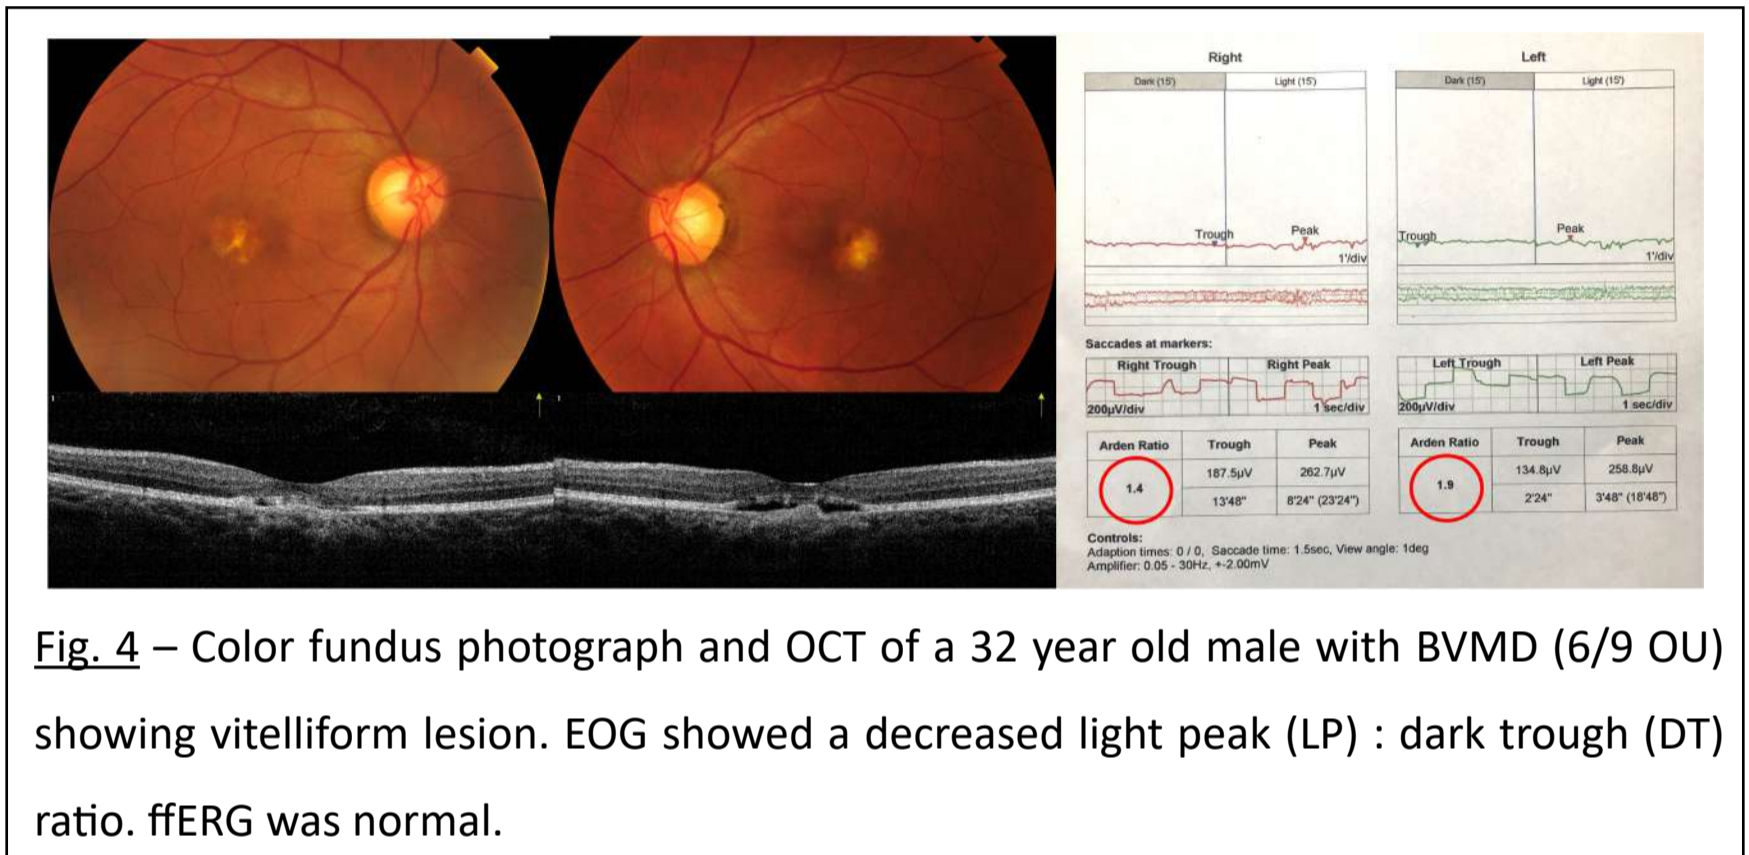 Right
Left
Dark (15')
Light (15')
Dark (15')
Light (15')
Trough
Peak
1'/div
Trough
Peak
1'/div
Saccades at markers:
Right Trough
Right Peak
200µV/div
1 sec/div
Left Trough
Left Peak
200µV/div
1 sec/div
Arden Ratio
Trough
Peak
1.4
187.5µV
262.7µV
13'48"
8'24" (23'24")
Arden Ratio
Trough
Peak
1.9
134.8µV
258.8µV
2'24"
3'48" (18'48")
Controls:
Adaption times: 0 / 0, Saccade time: 1.5sec, View angle: 1deg
Amplifier: 0.05 - 30Hz, +-2.00mV
Fig. 4 – Color fundus photograph and OCT of a 32 year old male with BVMD (6/9 OU)
showing vitelliform lesion. EOG showed a decreased light peak (LP) : dark trough (DT)
ratio. ffERG was normal.